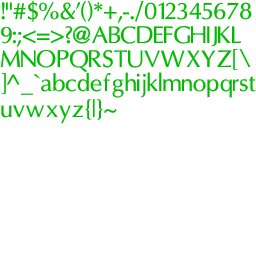 !"#$%&'()*+,-./012345678
9:;<=>?@ABCDEFGHIJKL
MNOPQRSTUVWXYZ[\
]^_`abcdefghijklmnopqrst
uvwxyz{|}~